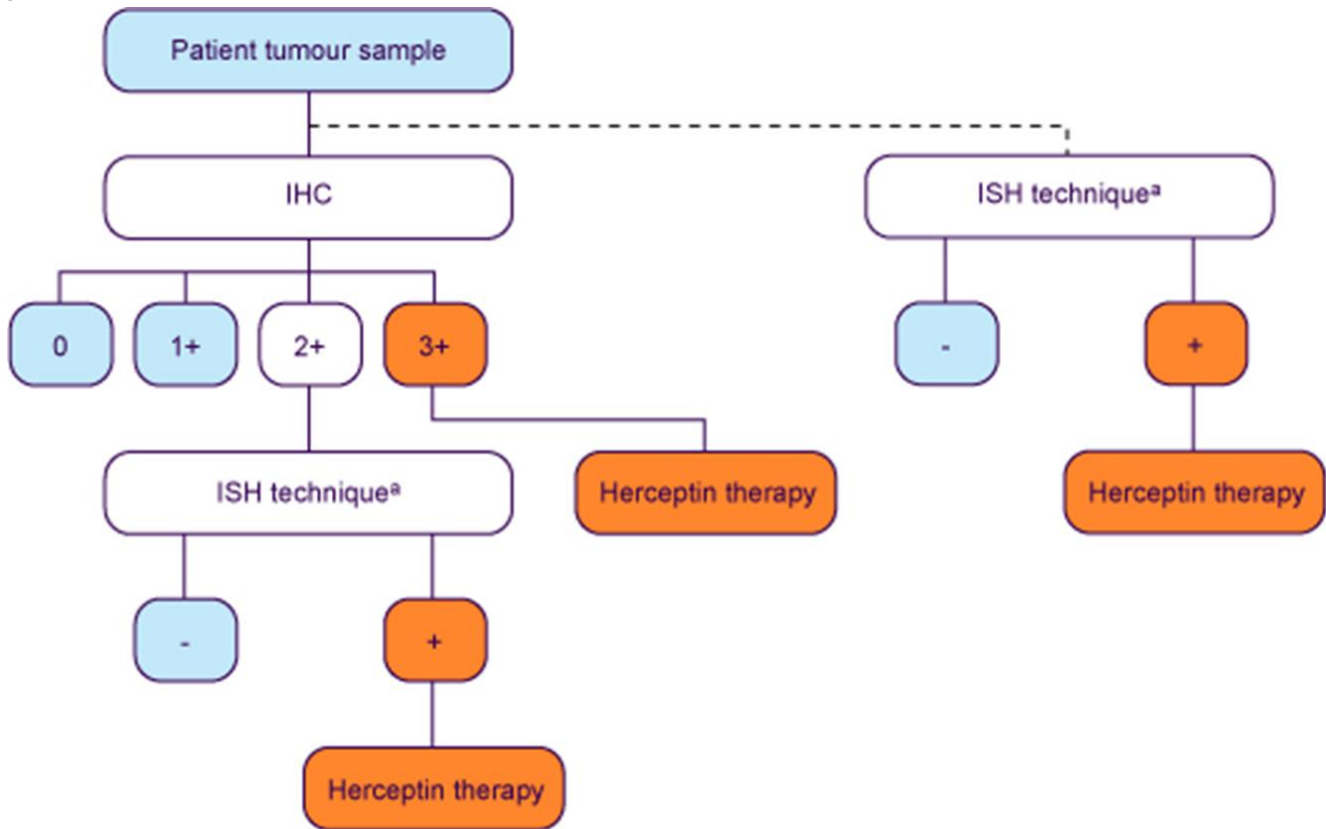 Patient tumour sample
IHC
ISH techniqueᵃ
0
1+
2+
3+
-
+
ISH techniqueᵃ
Herceptin therapy
Herceptin therapy
-
+
Herceptin therapy